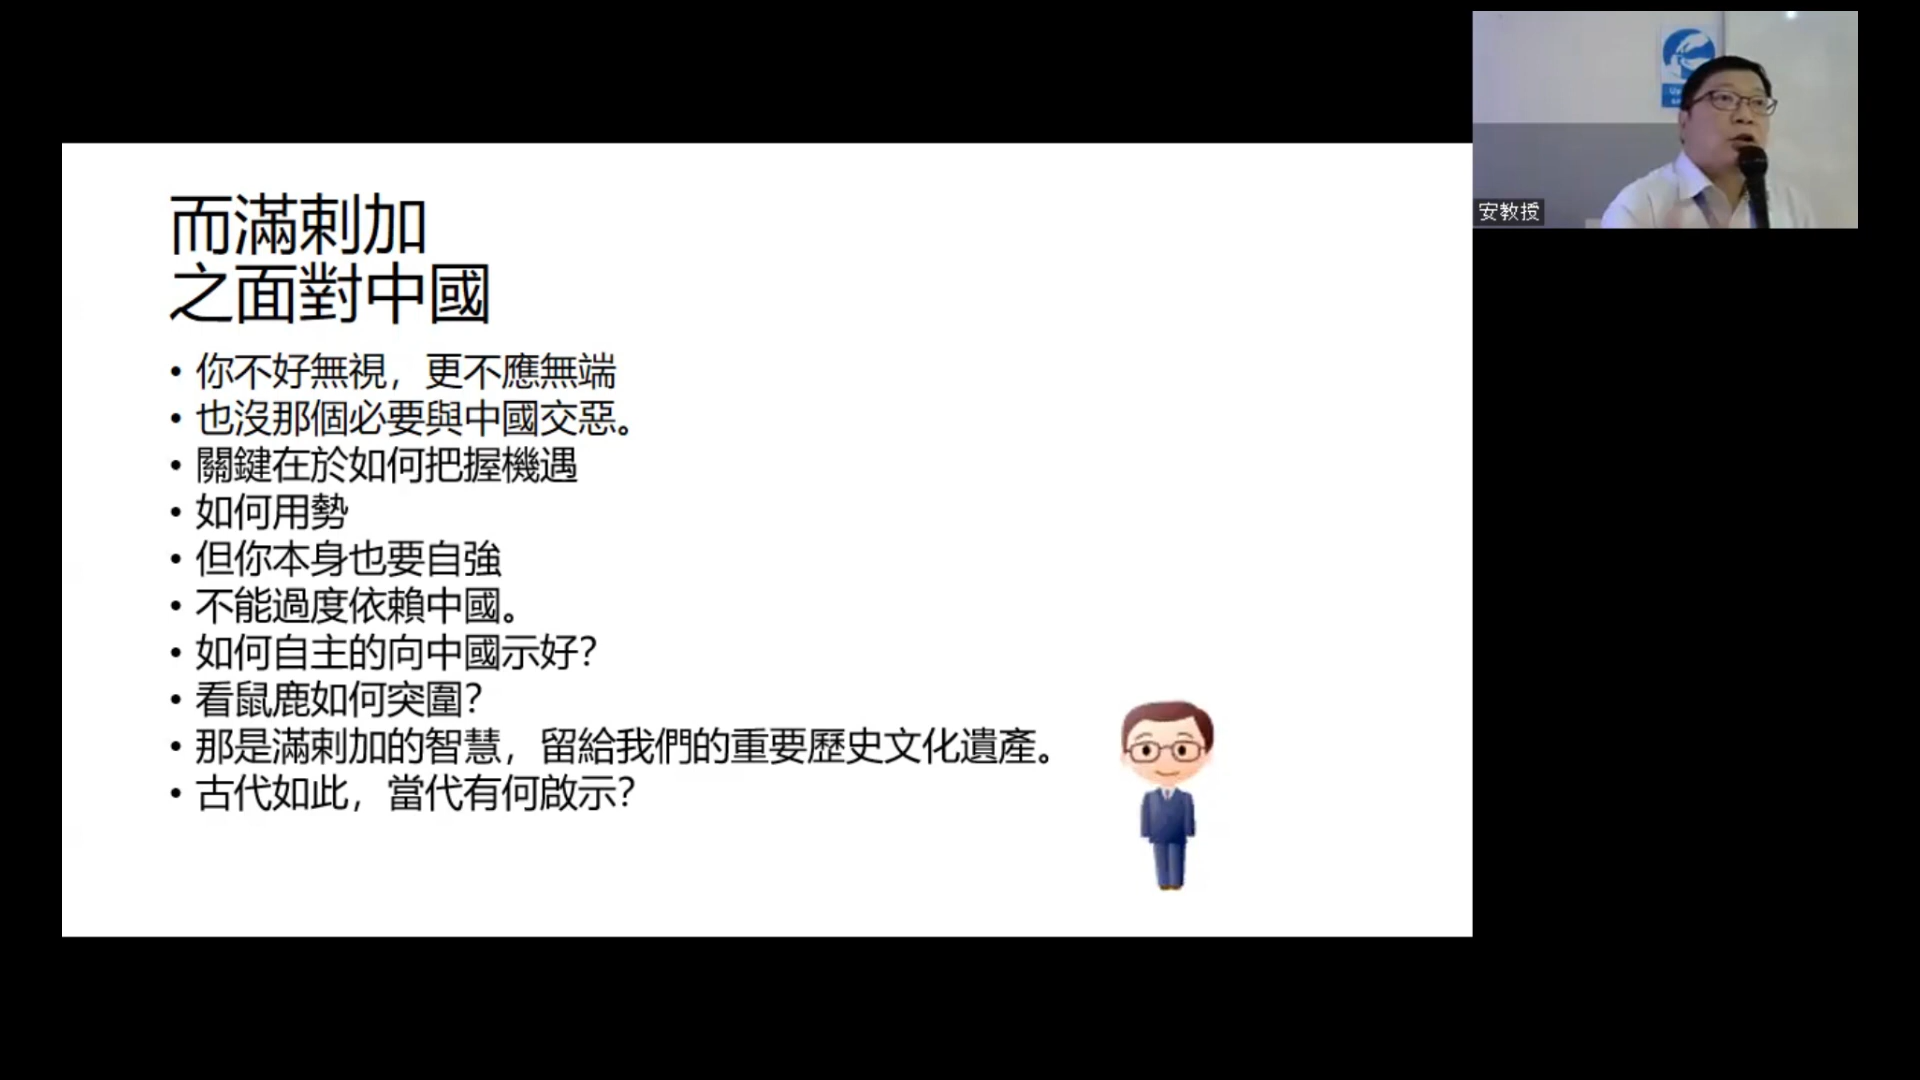 而滿剌加
之面對中國
• 你不好無視，更不應無端
• 也沒那個必要與中國交惡。
• 關鍵在於如何把握機遇
• 如何用勢
• 但你本身也要自強
• 不能過度依賴中國。
• 如何自主的向中國示好？
• 看鼠鹿如何突圍？
• 那是滿剌加的智慧，留給我們的重要歷史文化遺產。
• 古代如此，當代有何啟示？
安教授